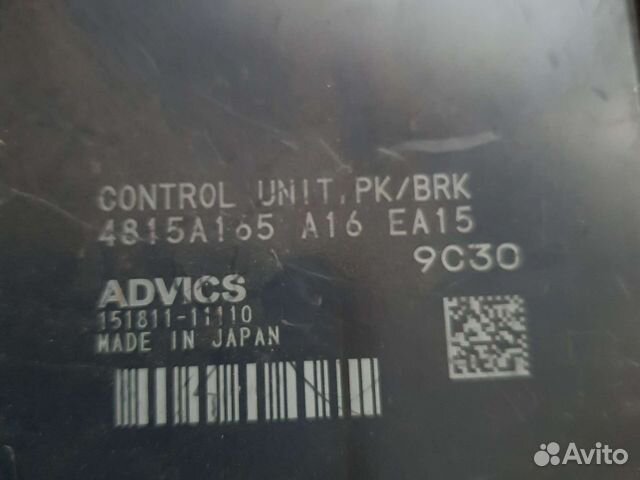 CONTROL UNIT,PK/BRK
4815A165 A16 EA15
9C30
ADVICS
151811-11110
MADE IN JAPAN
Avito